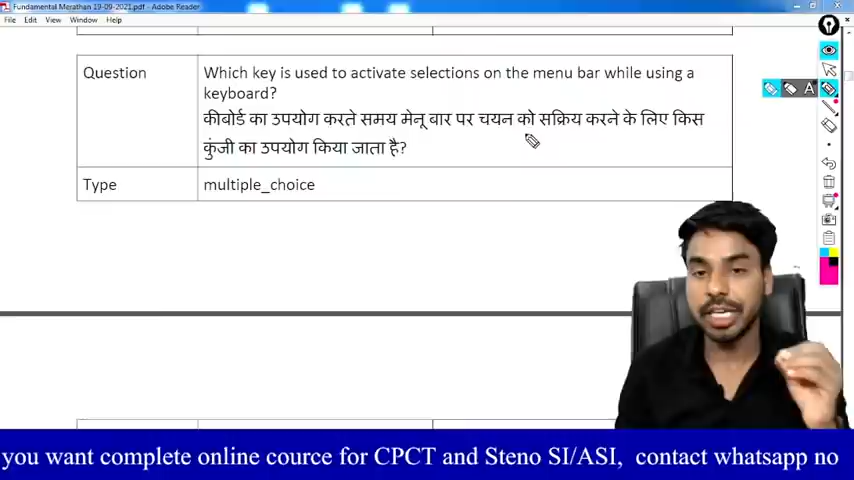 Fundamental Merathan 19-09-2021.pdf - Adobe Reader
File Edit View Window Help
Question
Which key is used to activate selections on the menu bar while using a
keyboard?
कीबोर्ड का उपयोग करते समय मेनू बार पर चयन को सक्रिय करने के लिए किस
कुंजी का उपयोग किया जाता है?
Type
multiple_choice
A
you want complete online cource for CPCT and Steno SI/ASI, contact whatsapp no